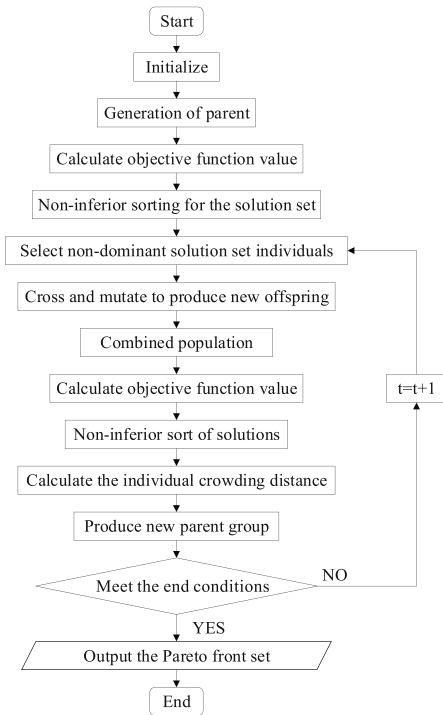 Start
Initialize
Generation of parent
Calculate objective function value
Non-inferior sorting for the solution set
Select non-dominant solution set individuals
Cross and mutate to produce new offspring
Combined population
Calculate objective function value
t=t+1
Non-inferior sort of solutions
Calculate the individual crowding distance
Produce new parent group
Meet the end conditions
NO
YES
Output the Pareto front set
End